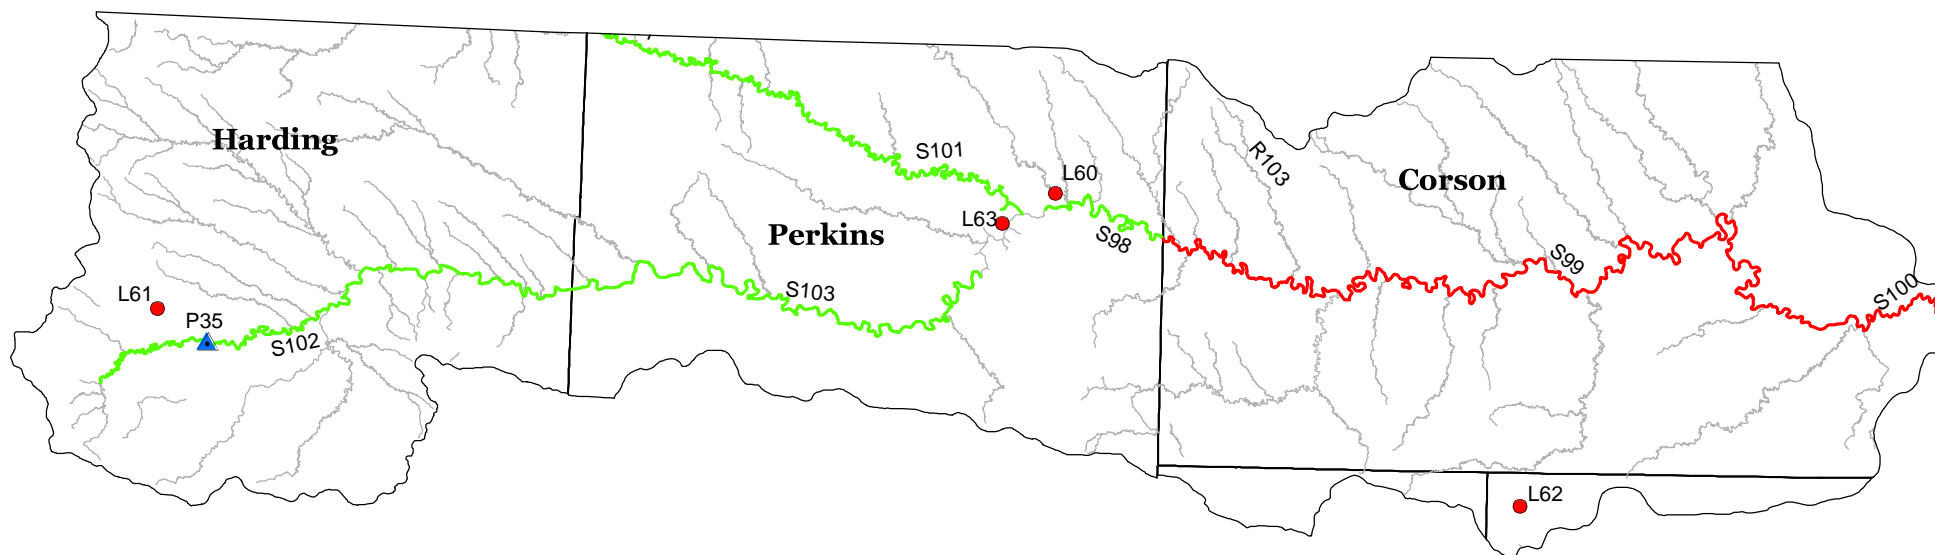 Harding
S101
R103
L60
Corson
L63
Perkins
S98
S99
L61
S103
S100
P35
S102
L62